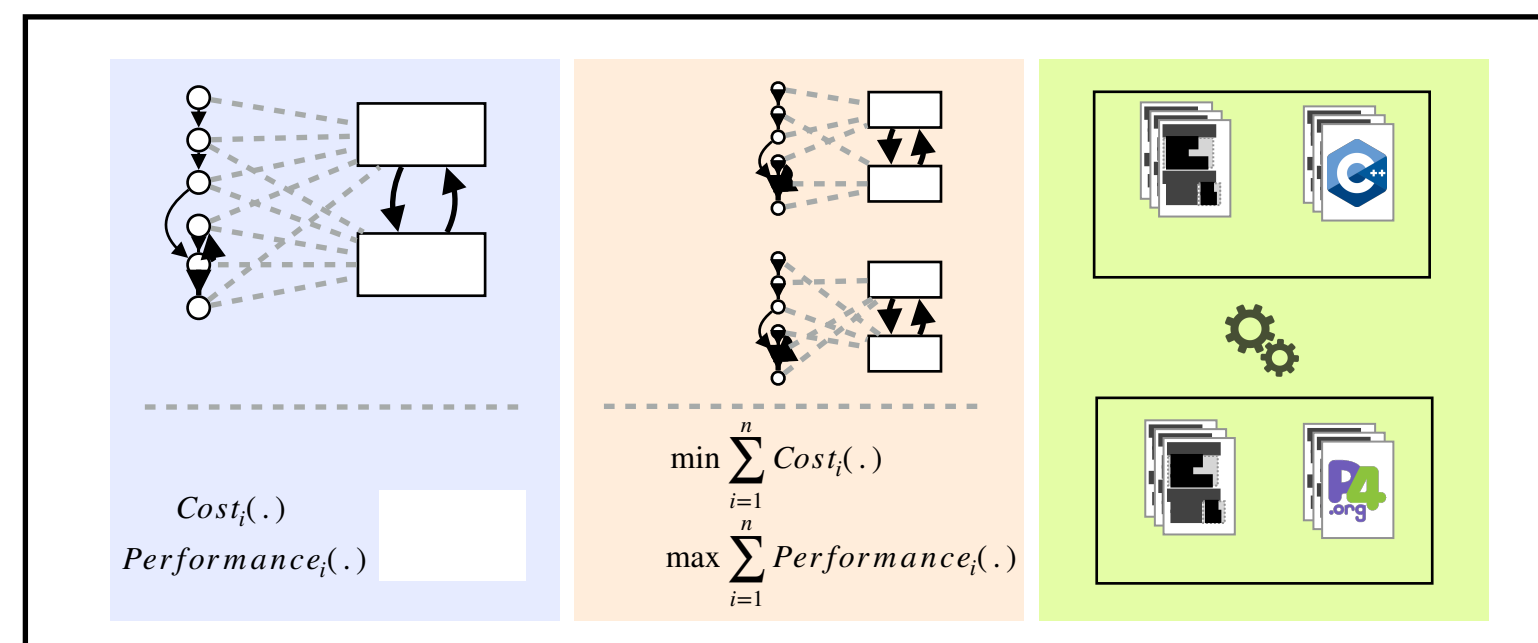 Cost_i(.)
Performance_i(.)
min ∑_{i=1}^{n} Cost_i(.)
max ∑_{i=1}^{n} Performance_i(.)
C++
P4
.org